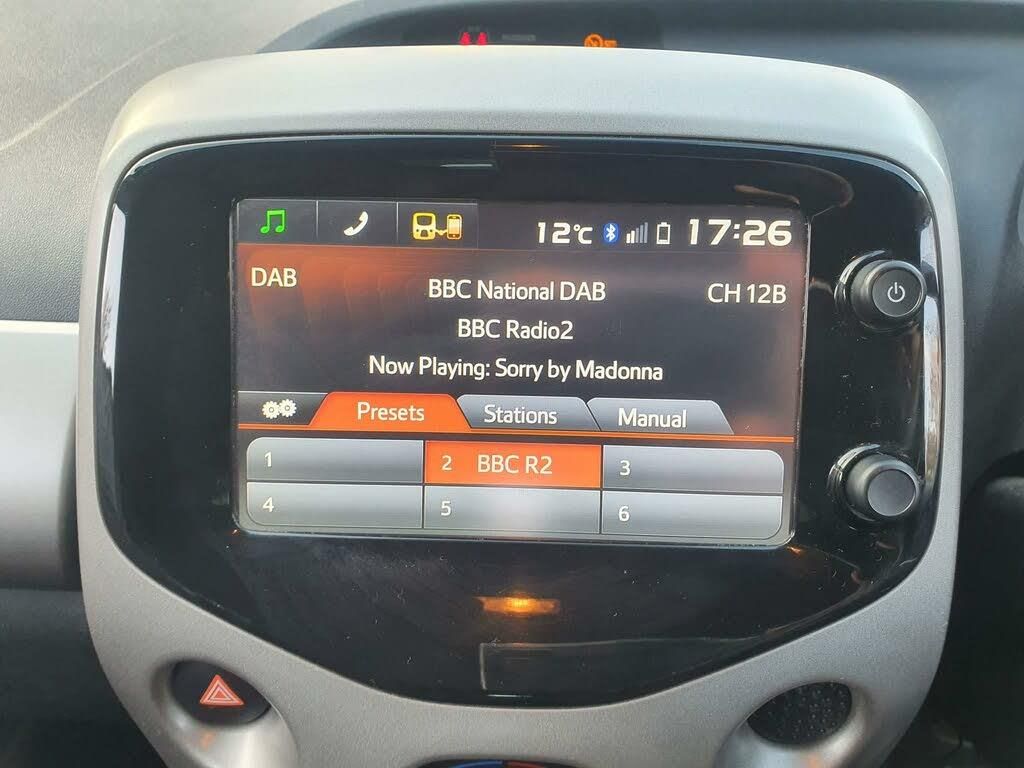 12°C 17:26
DAB
BBC National DAB
CH 12B
BBC Radio2
Now Playing: Sorry by Madonna
Presets Stations Manual
1 2 BBC R2 3
4 5 6